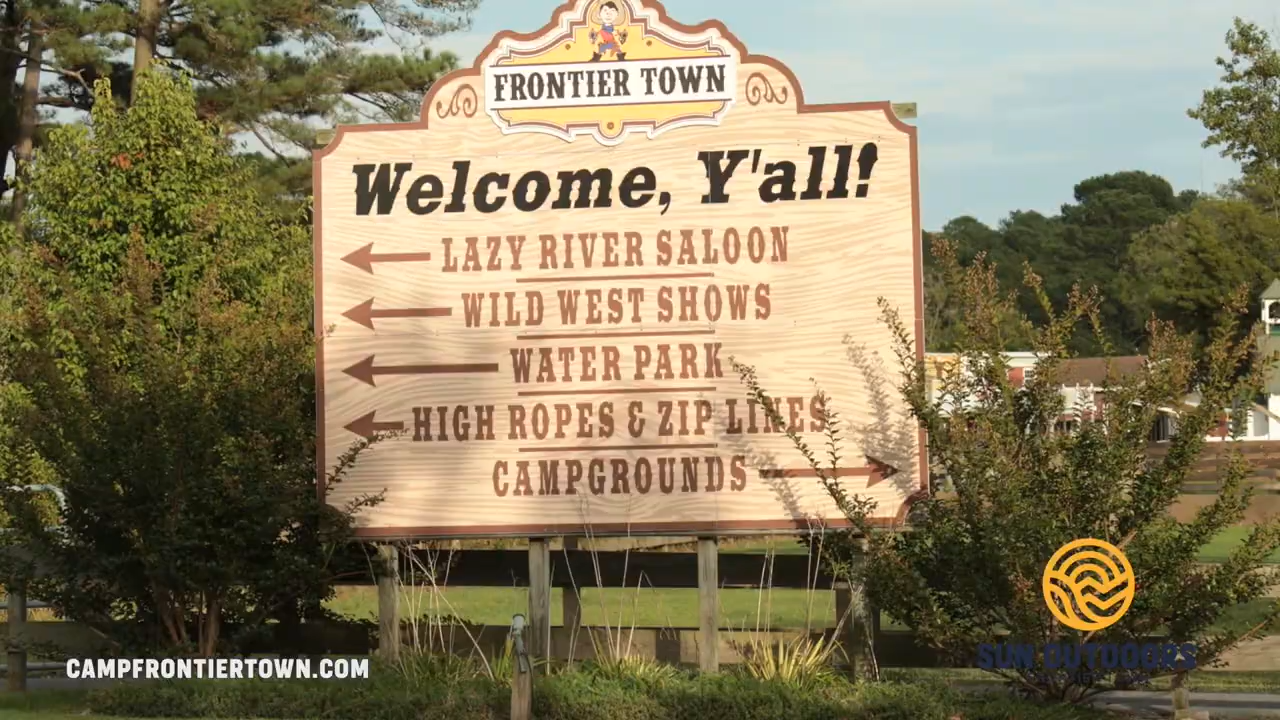 FRONTIER TOWN
Welcome, Y'all!
LAZY RIVER SALOON
WILD WEST SHOWS
WATER PARK
HIGH ROPES & ZIP LINES
CAMPGROUNDS
SUN OUTDOORS
CAMPFRONTIERTOWN.COM